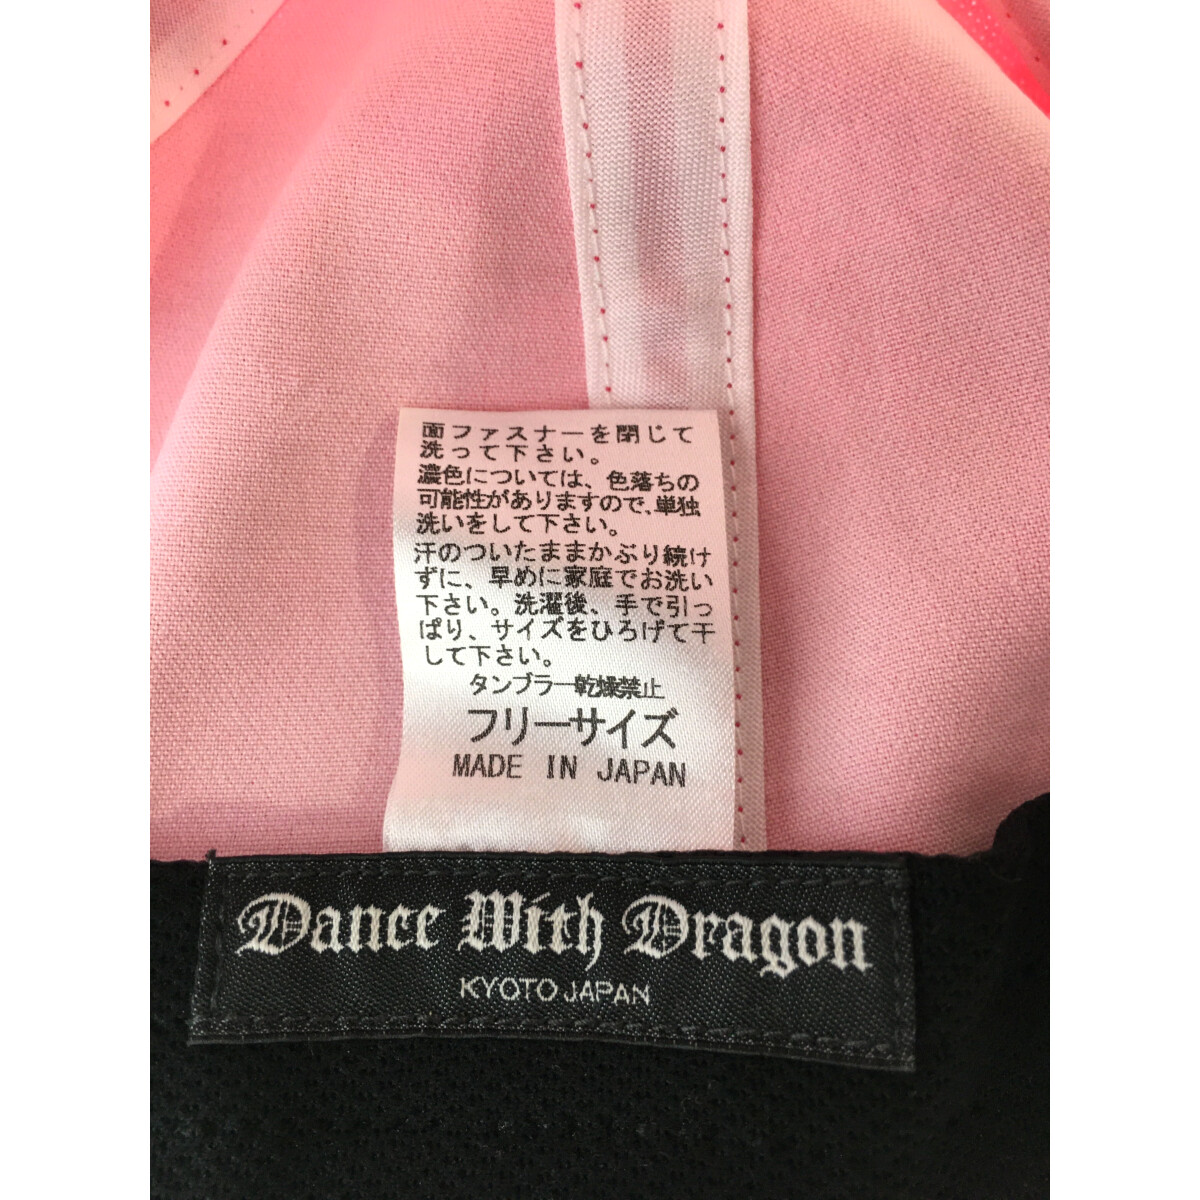 面ファスナーを閉じて
洗って下さい。
濃色については、色落ちの
可能性がありますので、単独
洗いをして下さい。
汗のついたままかぶり続け
ずに、早めに家庭でお洗い
下さい。洗濯後、手で引っ
ぱり、サイズをひろげて干
して下さい。
タンブラー乾燥禁止
フリーサイズ
MADE IN JAPAN
Dance With Dragon
KYOTO JAPAN